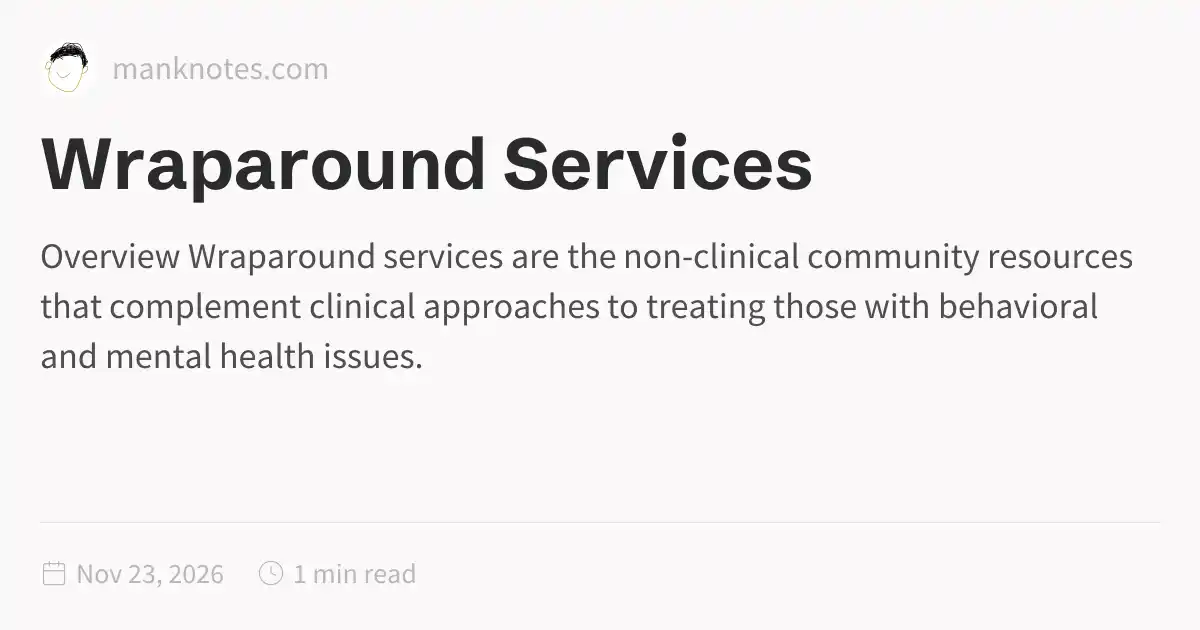 manknotes.com
Wraparound Services
Overview Wraparound services are the non-clinical community resources
that complement clinical approaches to treating those with behavioral
and mental health issues.
Nov 23, 2026 1 min read